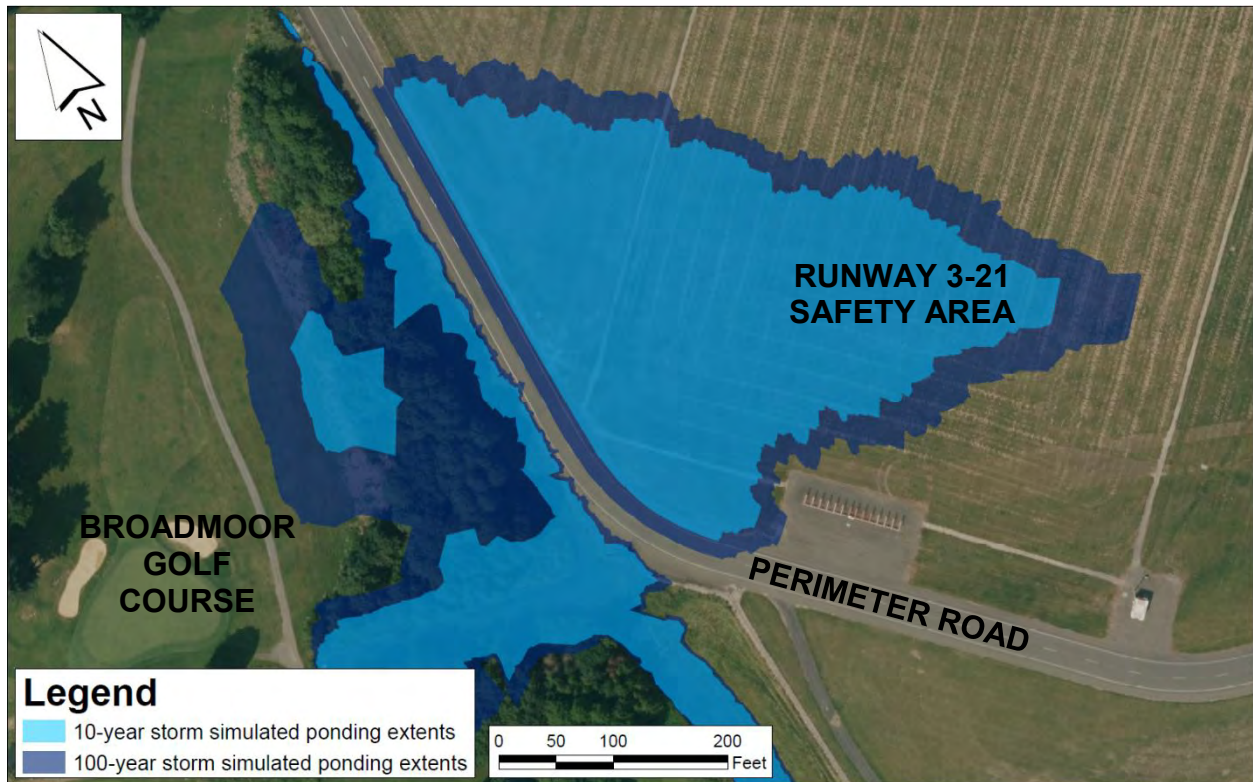 N
RUNWAY 3-21
SAFETY AREA
BROADMOOR
GOLF
COURSE
PERIMETER ROAD
Legend
10-year storm simulated ponding extents
100-year storm simulated ponding extents
0 50 100 200
Feet